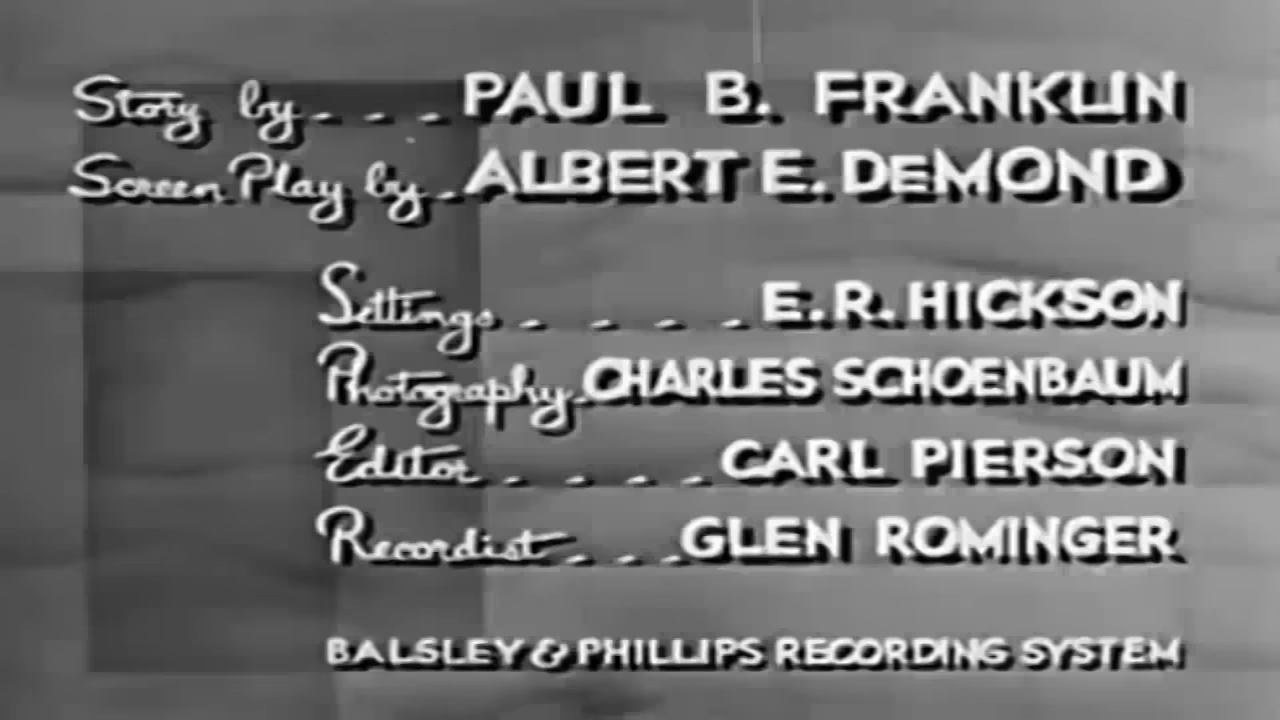 Story by. . . . PAUL B. FRANKLIN
Screen Play by. . ALBERT E. DeMOND
Settings . . . . . E. R. HICKSON
Photography. . CHARLES SCHOENBAUM
Editor . . . . . CARL PIERSON
Recordist . . . . GLEN ROMINGER
BALSLEY & PHILLIPS RECORDING SYSTEM